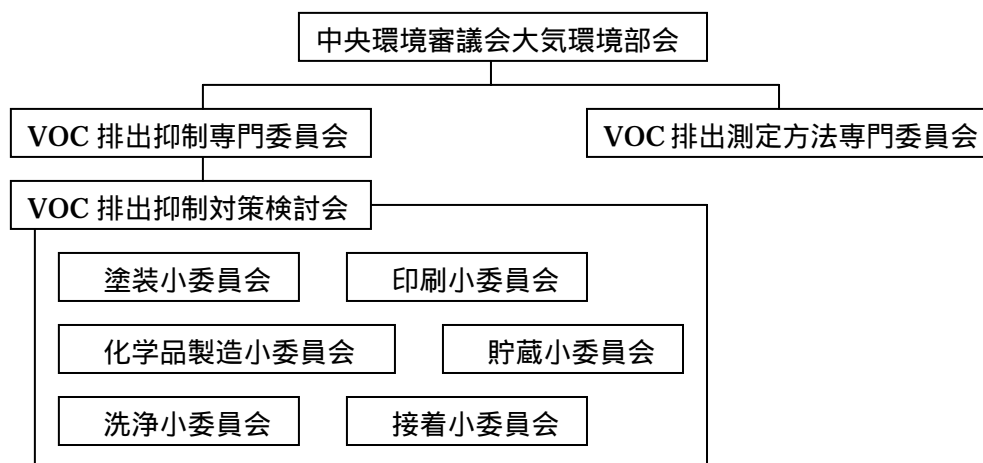 中央環境審議会大気環境部会
VOC 排出抑制専門委員会
VOC 排出測定方法専門委員会
VOC 排出抑制対策検討会
塗装小委員会
印刷小委員会
化学品製造小委員会
貯蔵小委員会
洗浄小委員会
接着小委員会